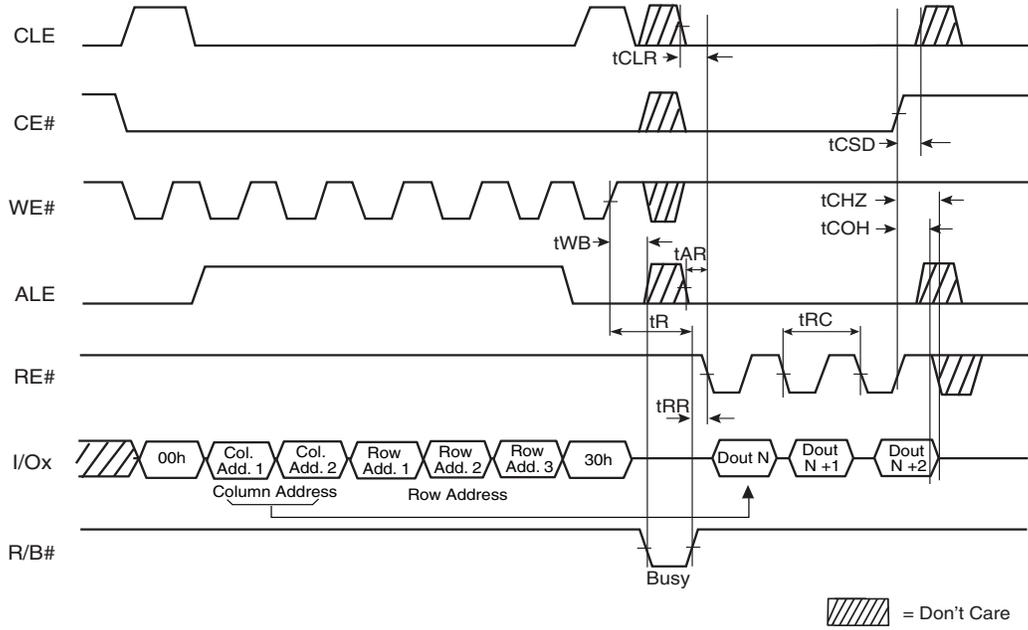 CLE
tCLR
CE#
tCSD
WE#
tCHZ
tCOH
tWB
tAR
ALE
tR
tRC
RE#
tRR
I/Ox
00h
Col.
Add. 1
Col.
Add. 2
Row
Add. 1
Row
Add. 2
Row
Add. 3
30h
Dout N
Dout
N +1
Dout
N +2
Column Address
Row Address
R/B#
Busy
= Don't Care